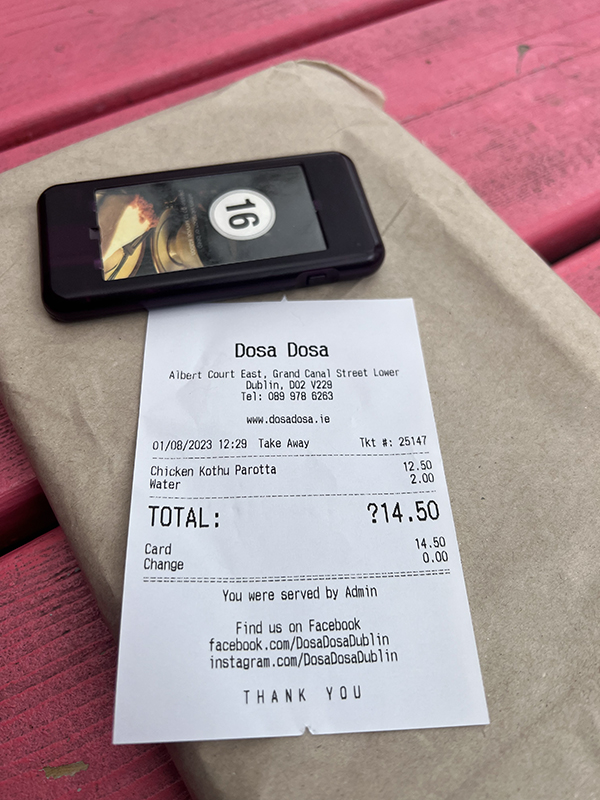 16
Dosa Dosa
Albert Court East, Grand Canal Street Lower
Dublin, D02 V229
Tel: 089 978 6263
www.dosadosa.ie
01/08/2023 12:29 Take Away Tkt #: 25147
Chicken Kothu Parotta 12.50
Water 2.00
TOTAL: ?14.50
Card 14.50
Change 0.00
You were served by Admin
Find us on Facebook
facebook.com/DosaDosaDublin
instagram.com/DosaDosaDublin
THANK YOU